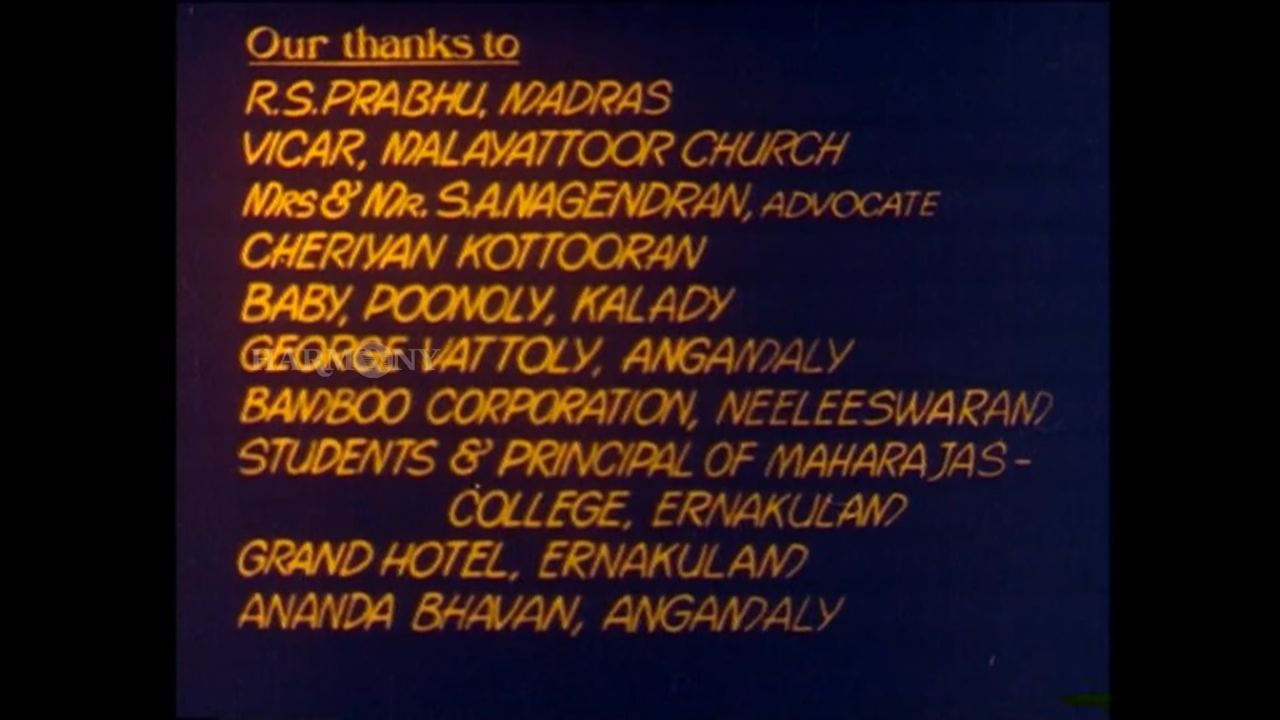 Our thanks to
R.S.PRABHU, MADRAS
VICAR, MALAYATTOOR CHURCH
MRS & MR. S.A.NAGENDRAN, ADVOCATE
CHERIYAN KOTTOORAN
BABY, POONOLY, KALADY
GEORGE VATTOLY, ANGAMALY
HARMONY
BAMBOO CORPORATION, NEELEESWARAM
STUDENTS & PRINCIPAL OF MAHARAJAS -
COLLEGE, ERNAKULAM
GRAND HOTEL, ERNAKULAM
ANANDA BHAVAN, ANGAMALY